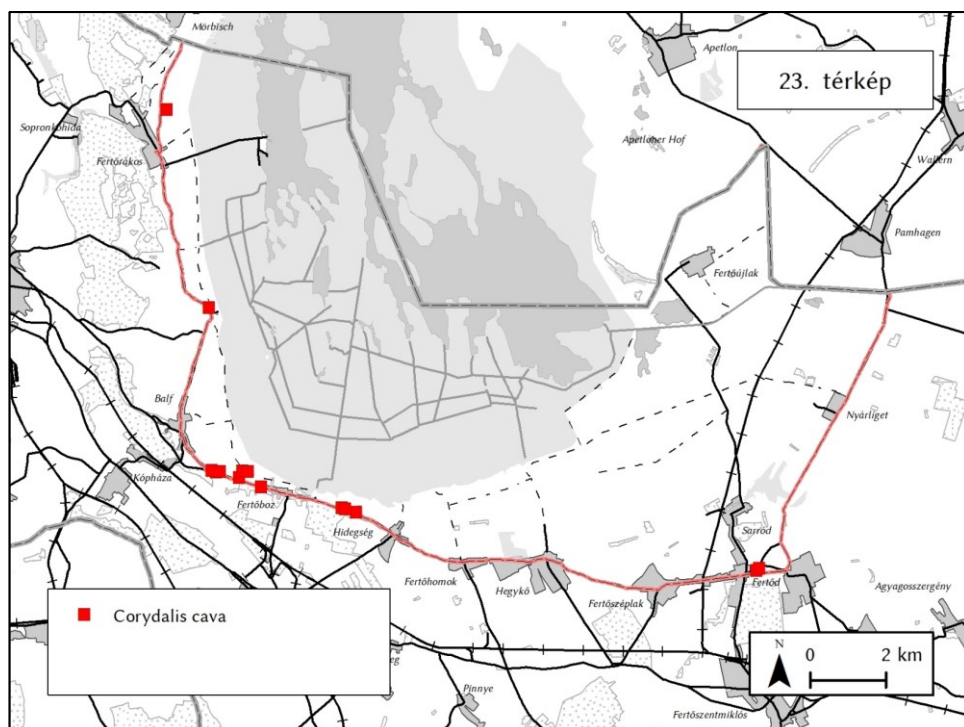 Mörbisch
Apetlon
23. térkép
Sopronkőhida
Fertőrákos
Apetloner Hof
Wallern
Pamhagen
Fertőújlak
Balf
Nyárliget
Kópháza
Fertőboz
Hidegség
Sarród
Fertőhomok
Hegykő
Fertőszéplak
Fertőd
Agyagosszergény
Corydalis cava
N
0 2 km
Pinnye
Fertőszentmiklós